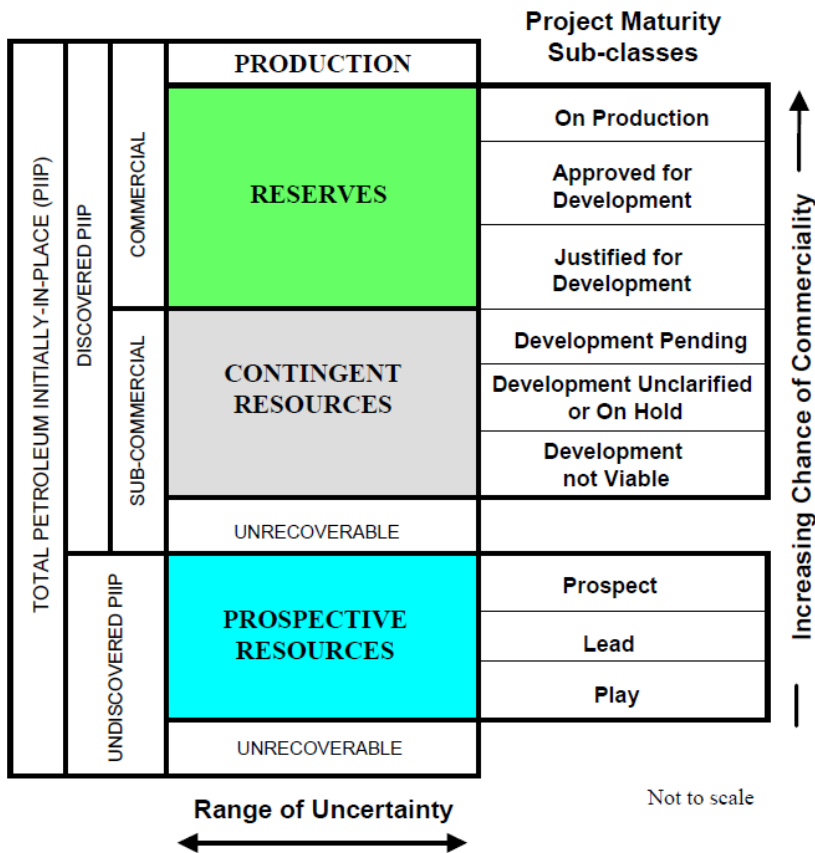 Project Maturity
Sub-classes
TOTAL PETROLEUM INITIALLY-IN-PLACE (PIIP)
DISCOVERED PIIP
COMMERCIAL
PRODUCTION
RESERVES
On Production
Approved for
Development
Justified for
Development
SUB-COMMERCIAL
CONTINGENT
RESOURCES
Development Pending
Development Unclarified
or On Hold
Development
not Viable
UNRECOVERABLE
UNDISCOVERED PIIP
PROSPECTIVE
RESOURCES
Prospect
Lead
Play
UNRECOVERABLE
Increasing Chance of Commerciality
Range of Uncertainty
Not to scale